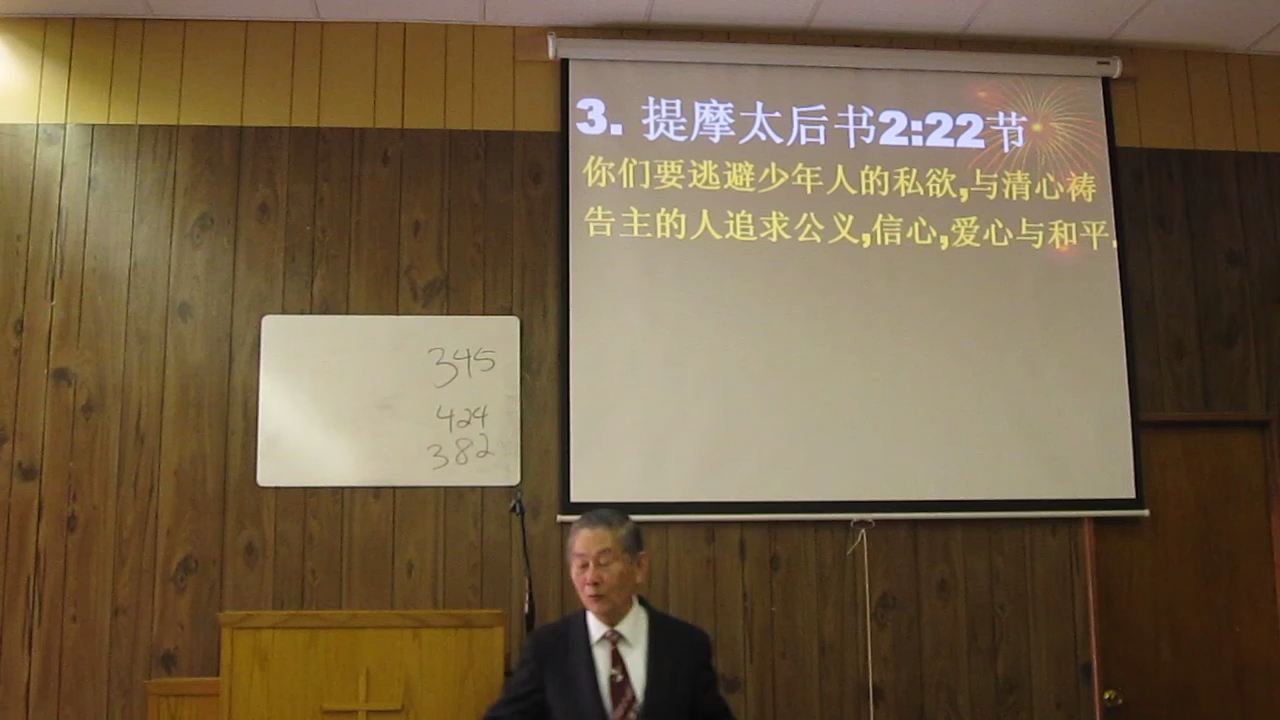 3. 提摩太后书2:22节
你们要逃避少年人的私欲,与清心祷
告主的人追求公义,信心,爱心与和平.
345
424
382